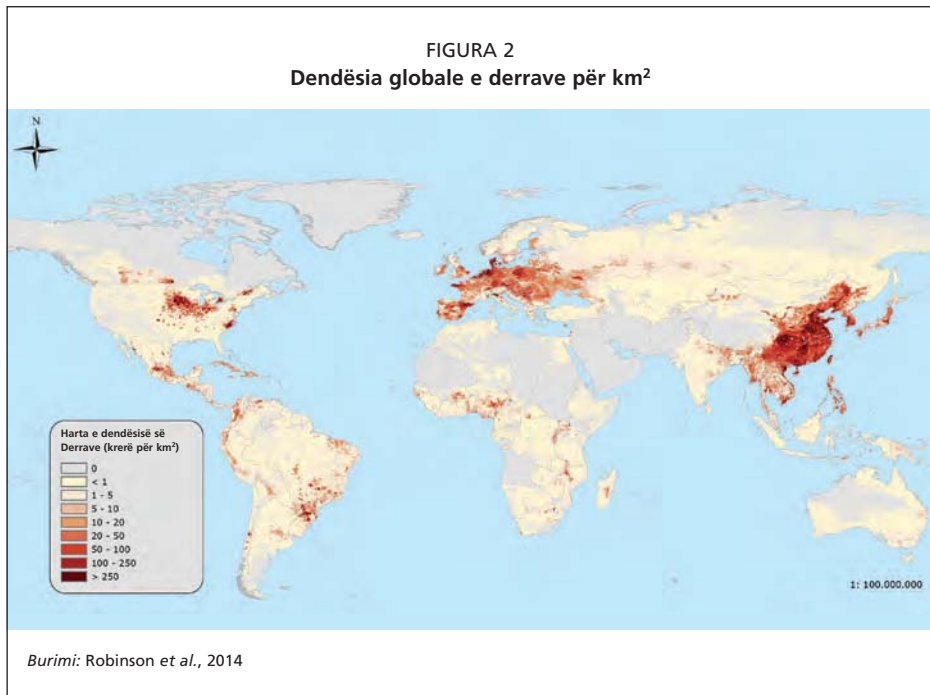 FIGURA 2
Dendësia globale e derrave për km²
N
Harta e dendësisë së
Derrave (krerë për km²)
0
< 1
1 - 5
5 - 10
10 - 20
20 - 50
50 - 100
100 - 250
> 250
1: 100.000.000
Burimi: Robinson et al., 2014